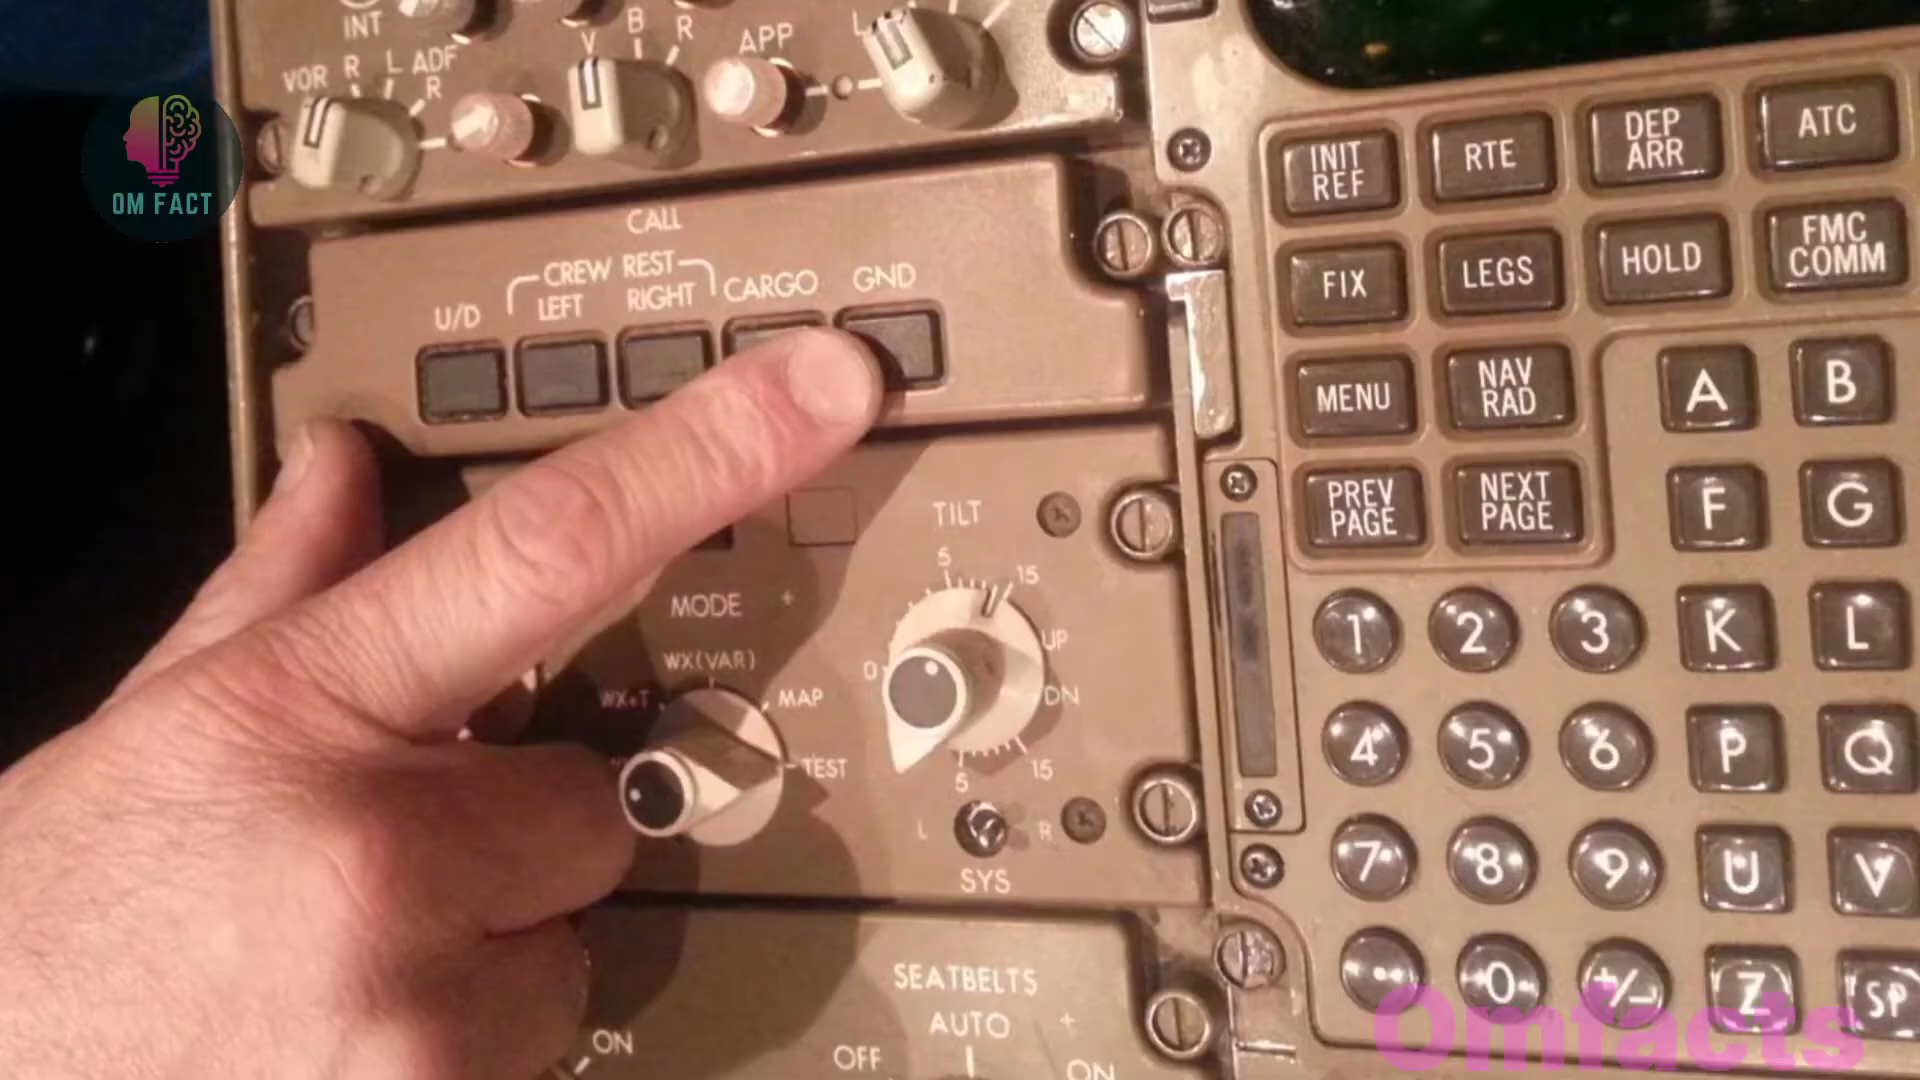 INT
V
B
R
APP
L
VOR
R
L
ADF
R
OM FACT
CALL
CREW REST
U/D
LEFT
RIGHT
CARGO
GND
TILT
5
15
0
UP
DN
5
15
MODE
+
WX(VAR)
WX+T
MAP
TEST
L
R
SYS
SEATBELTS
AUTO
+
ON
OFF
ON
INIT
REF
RTE
DEP
ARR
ATC
FIX
LEGS
HOLD
FMC
COMM
MENU
NAV
RAD
PREV
PAGE
NEXT
PAGE
A
B
F
G
1
2
3
K
L
4
5
6
P
Q
7
8
9
U
V
.
0
+/-
Z
SP
Omfacts